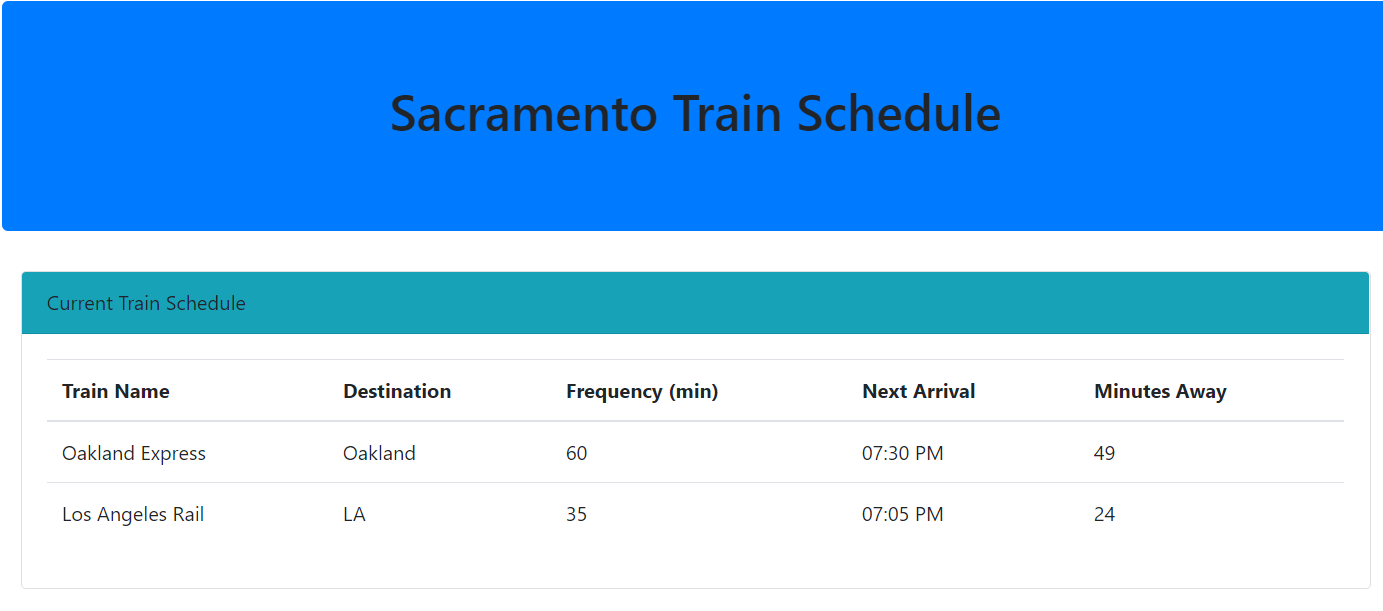 Sacramento Train Schedule
Current Train Schedule
Train Name Destination Frequency (min) Next Arrival Minutes Away
Oakland Express Oakland 60 07:30 PM 49
Los Angeles Rail LA 35 07:05 PM 24